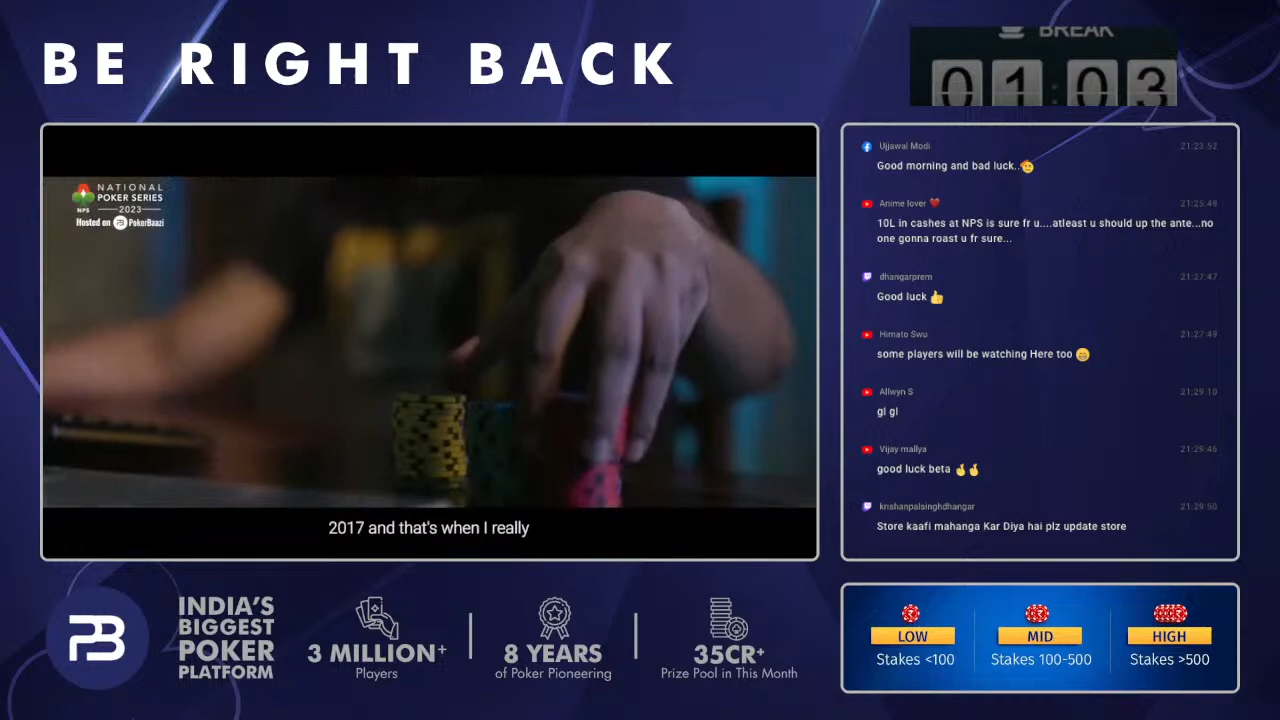 BE RIGHT BACK
BREAK
01:03
NATIONAL
POKER SERIES
NPS
2023
Hosted on PB PokerBaazi
2017 and that's when I really
Ujjawal Modi 21:23:52
Good morning and bad luck..🤕
Anime lover ❤️ 21:25:48
10L in cashes at NPS is sure fr u....atleast u should up the ante...no
one gonna roast u fr sure...
dhangarprem 21:27:47
Good luck 👍
Himato Swu 21:27:49
some players will be watching Here too 😁
Allwyn S 21:29:10
gl gl
Vijay mallya 21:29:46
good luck beta 🤞🤞
krishanpalsinghdhangar 21:29:50
Store kaafi mahanga Kar Diya hai plz update store
PB
INDIA'S
BIGGEST
POKER
PLATFORM
3 MILLION+
Players
8 YEARS
of Poker Pioneering
35CR+
Prize Pool in This Month
LOW
Stakes <100
MID
Stakes 100-500
HIGH
Stakes >500